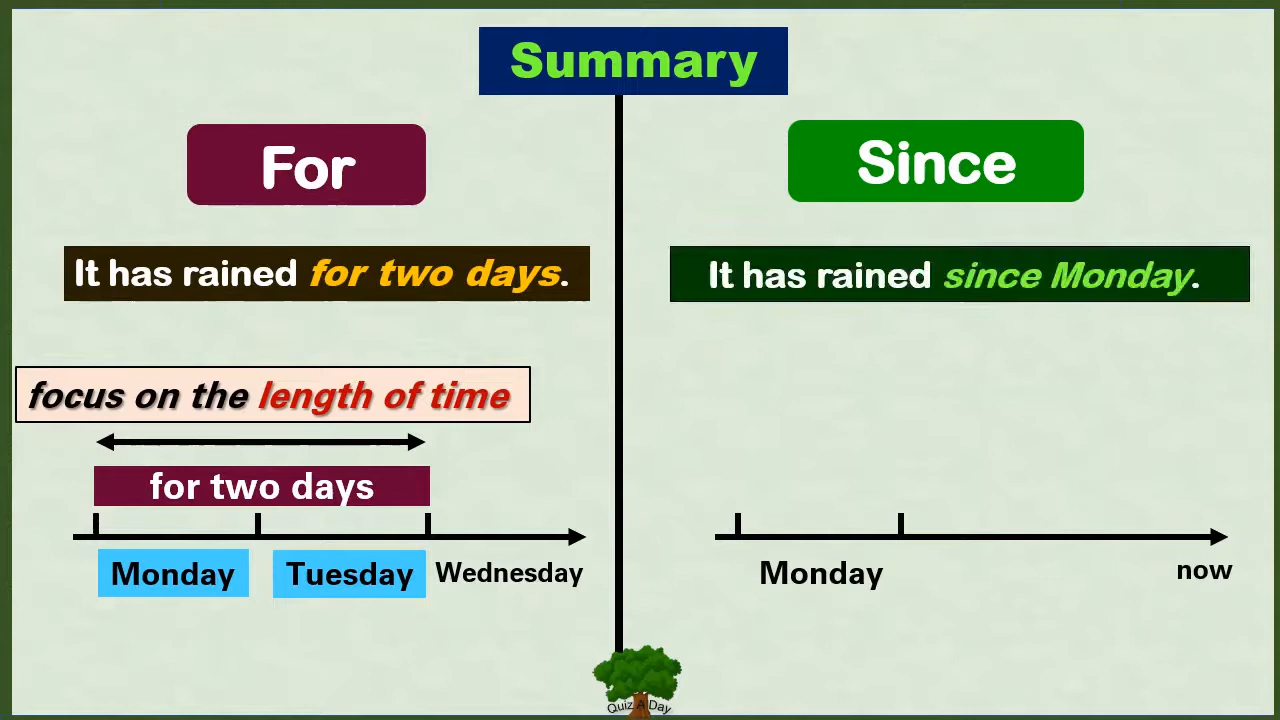 Summary
For
It has rained for two days.
focus on the length of time
for two days
Monday Tuesday Wednesday
Since
It has rained since Monday.
Monday now
Quiz A Day